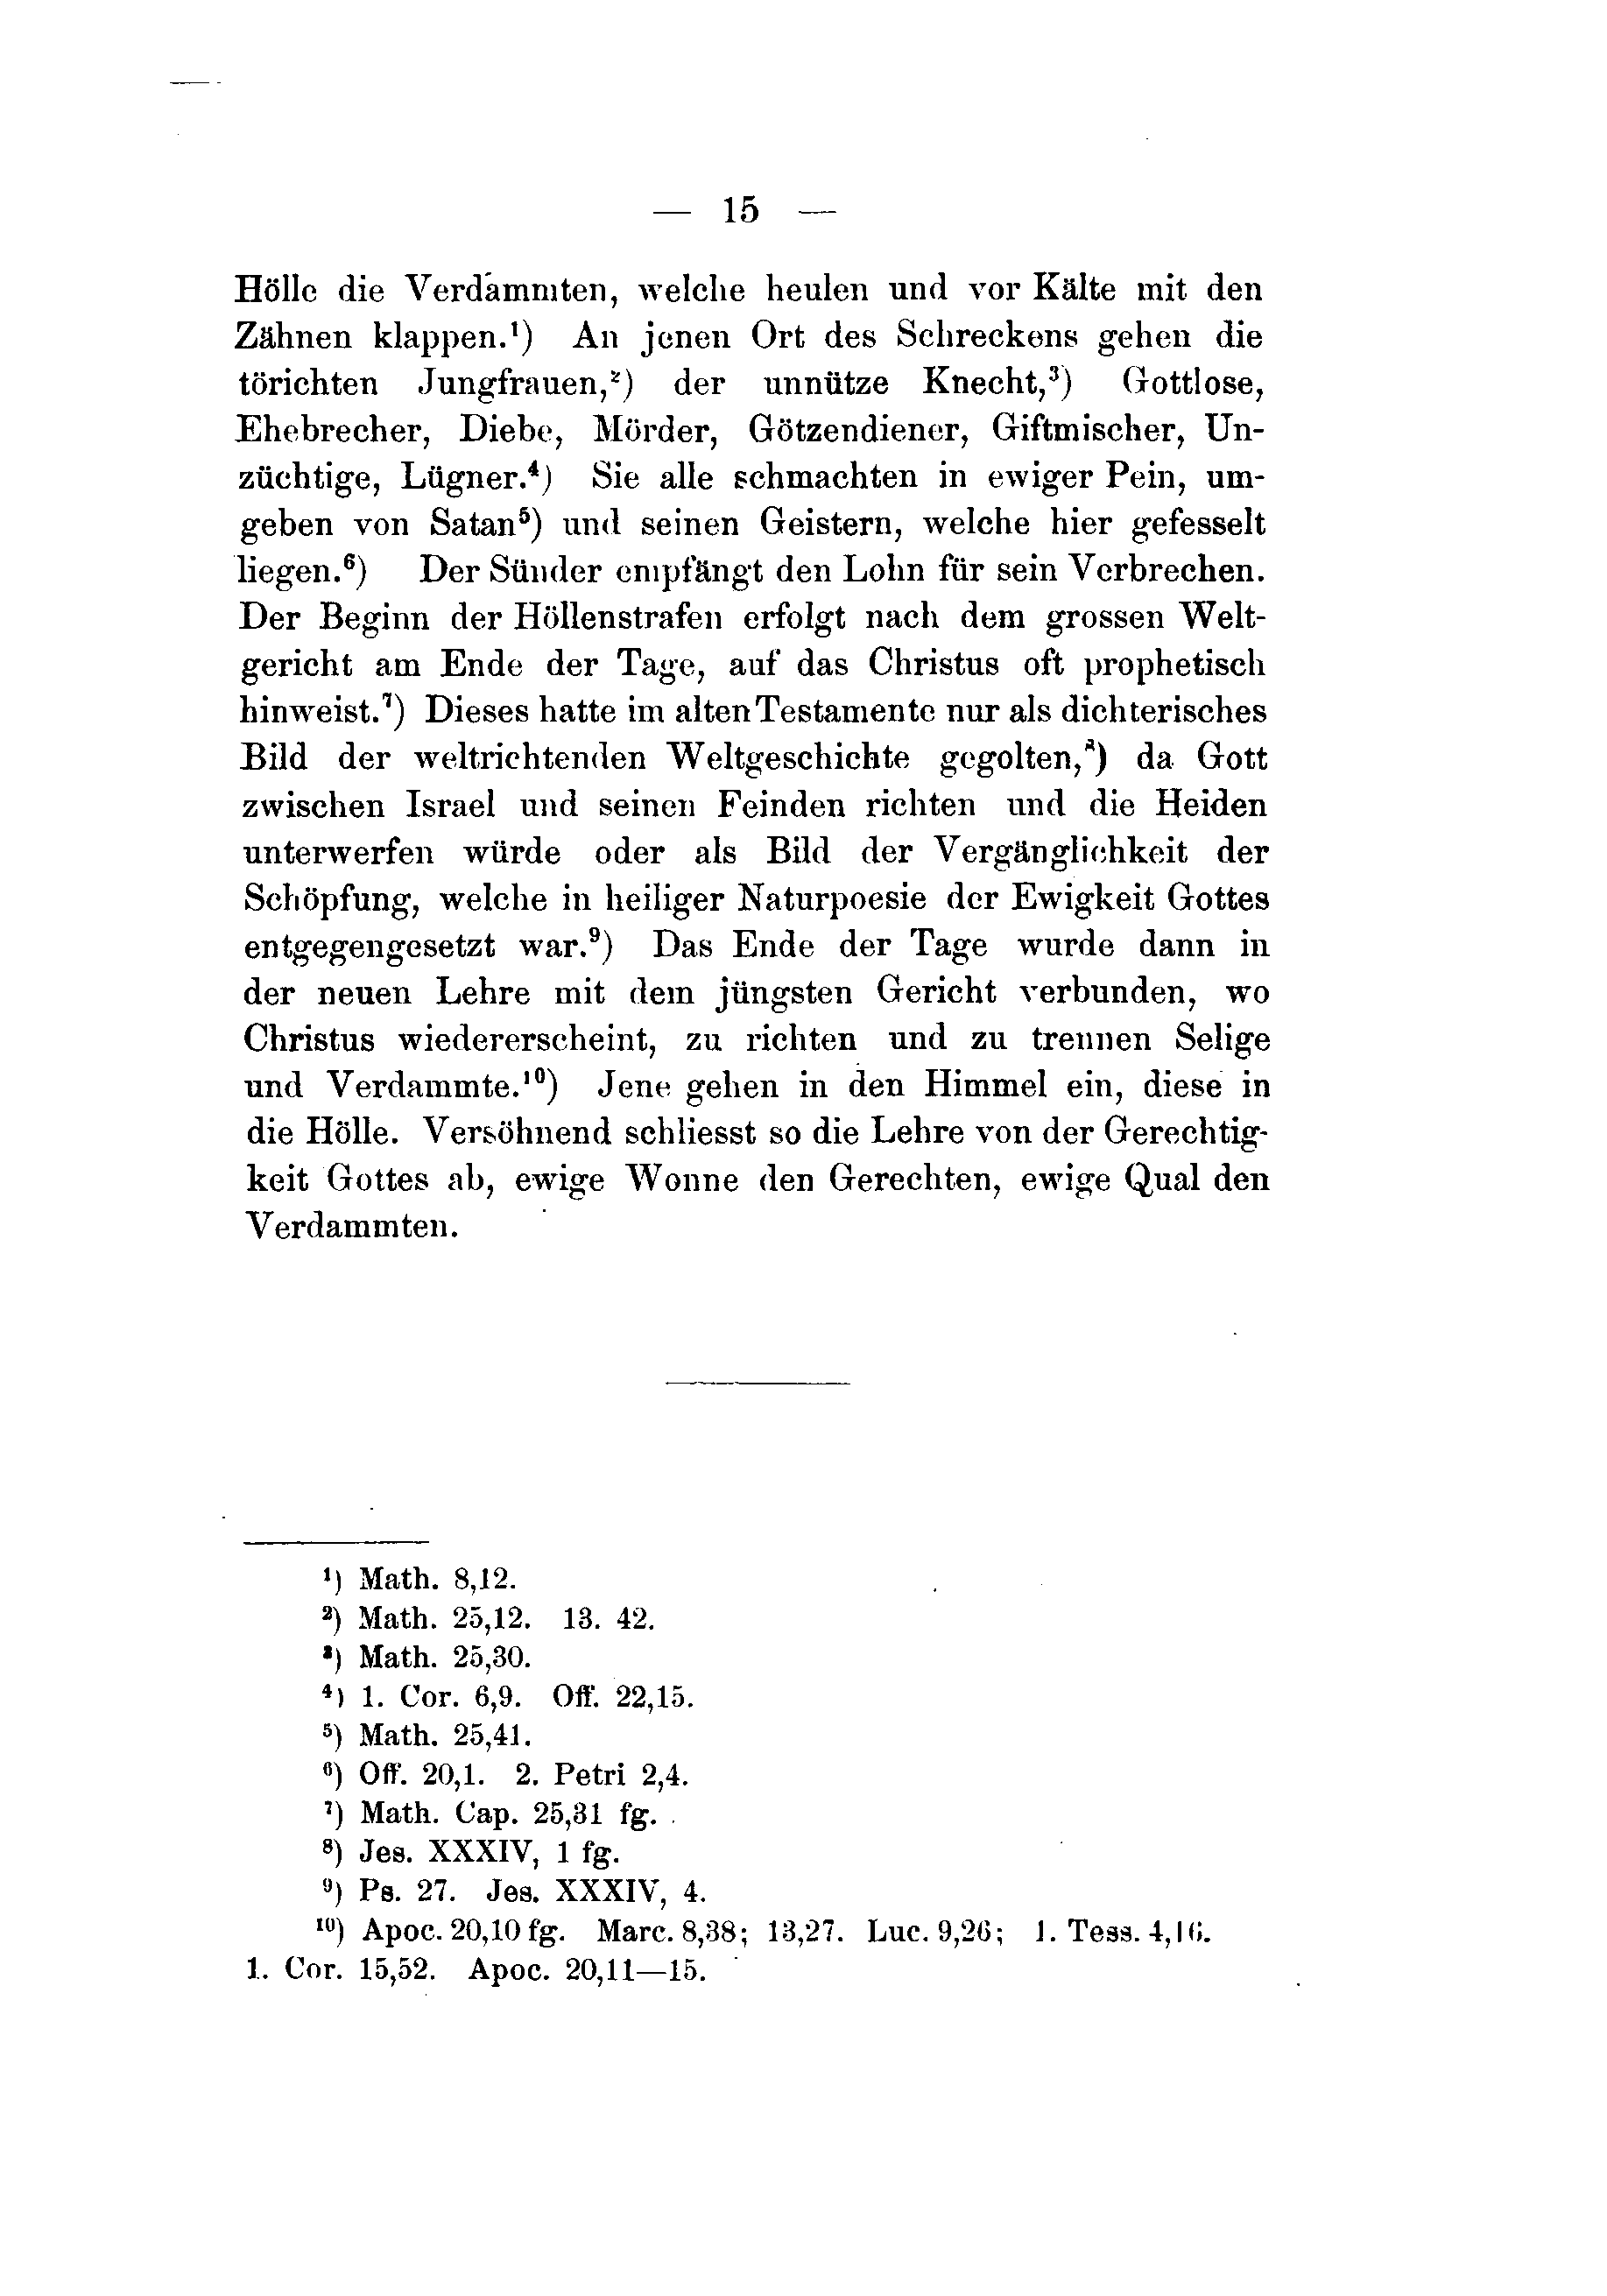 — 15 —
Hölle die Verdammten, welche heulen und vor Kälte mit den
Zähnen klappen.¹) An jenen Ort des Schreckens gehen die
törichten Jungfrauen,²) der unnütze Knecht,³) Gottlose,
Ehebrecher, Diebe, Mörder, Götzendiener, Giftmischer, Un-
züchtige, Lügner.⁴) Sie alle schmachten in ewiger Pein, um-
geben von Satan⁵) und seinen Geistern, welche hier gefesselt
liegen.⁶) Der Sünder empfängt den Lohn für sein Verbrechen.
Der Beginn der Höllenstrafen erfolgt nach dem grossen Welt-
gericht am Ende der Tage, auf das Christus oft prophetisch
hinweist.⁷) Dieses hatte im alten Testamente nur als dichterisches
Bild der weltrichtenden Weltgeschichte gegolten,⁸) da Gott
zwischen Israel und seinen Feinden richten und die Heiden
unterwerfen würde oder als Bild der Vergänglichkeit der
Schöpfung, welche in heiliger Naturpoesie der Ewigkeit Gottes
entgegengesetzt war.⁹) Das Ende der Tage wurde dann in
der neuen Lehre mit dem jüngsten Gericht verbunden, wo
Christus wiedererscheint, zu richten und zu trennen Selige
und Verdammte.¹⁰) Jene gehen in den Himmel ein, diese in
die Hölle. Versöhnend schliesst so die Lehre von der Gerechtig-
keit Gottes ab, ewige Wonne den Gerechten, ewige Qual den
Verdammten.
¹) Math. 8,12.
²) Math. 25,12. 13. 42.
³) Math. 25,30.
⁴) 1. Cor. 6,9. Off. 22,15.
⁵) Math. 25,41.
⁶) Off. 20,1. 2. Petri 2,4.
⁷) Math. Cap. 25,31 fg.
⁸) Jes. XXXIV, 1 fg.
⁹) Ps. 27. Jes. XXXIV, 4.
¹⁰) Apoc. 20,10 fg. Marc. 8,38; 13,27. Luc. 9,26; 1. Tess. 4,16.
1. Cor. 15,52. Apoc. 20,11—15.